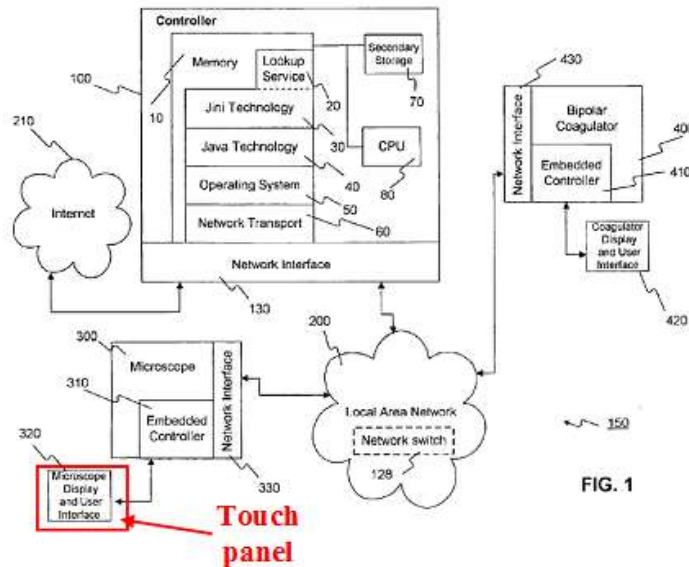 Controller
Memory
Lookup
Service
Secondary
Storage
100
10
20
70
Jini Technology
30
Java Technology
40
CPU
80
Operating System
50
Network Transport
60
Network Interface
130
210
Internet
430
Network Interface
Bipolar
Coagulator
400
Embedded
Controller
410
Coagulator
Display
and User
Interface
420
300
Microscope
310
Embedded
Controller
Network Interface
330
320
Microscope
Display
and User
Interface
Touch
panel
200
Local Area Network
Network switch
128
150
FIG. 1